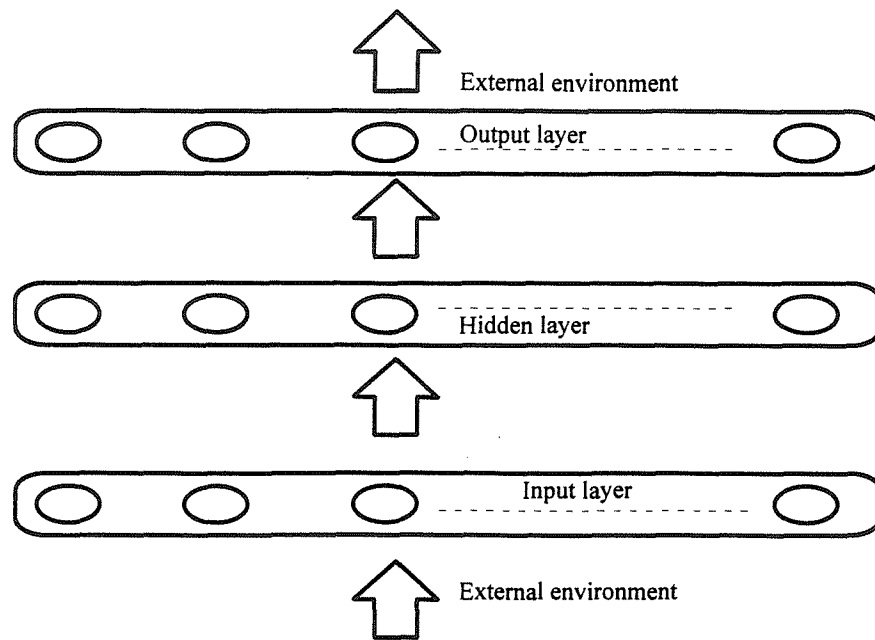 External environment
Output layer
Hidden layer
Input layer
External environment